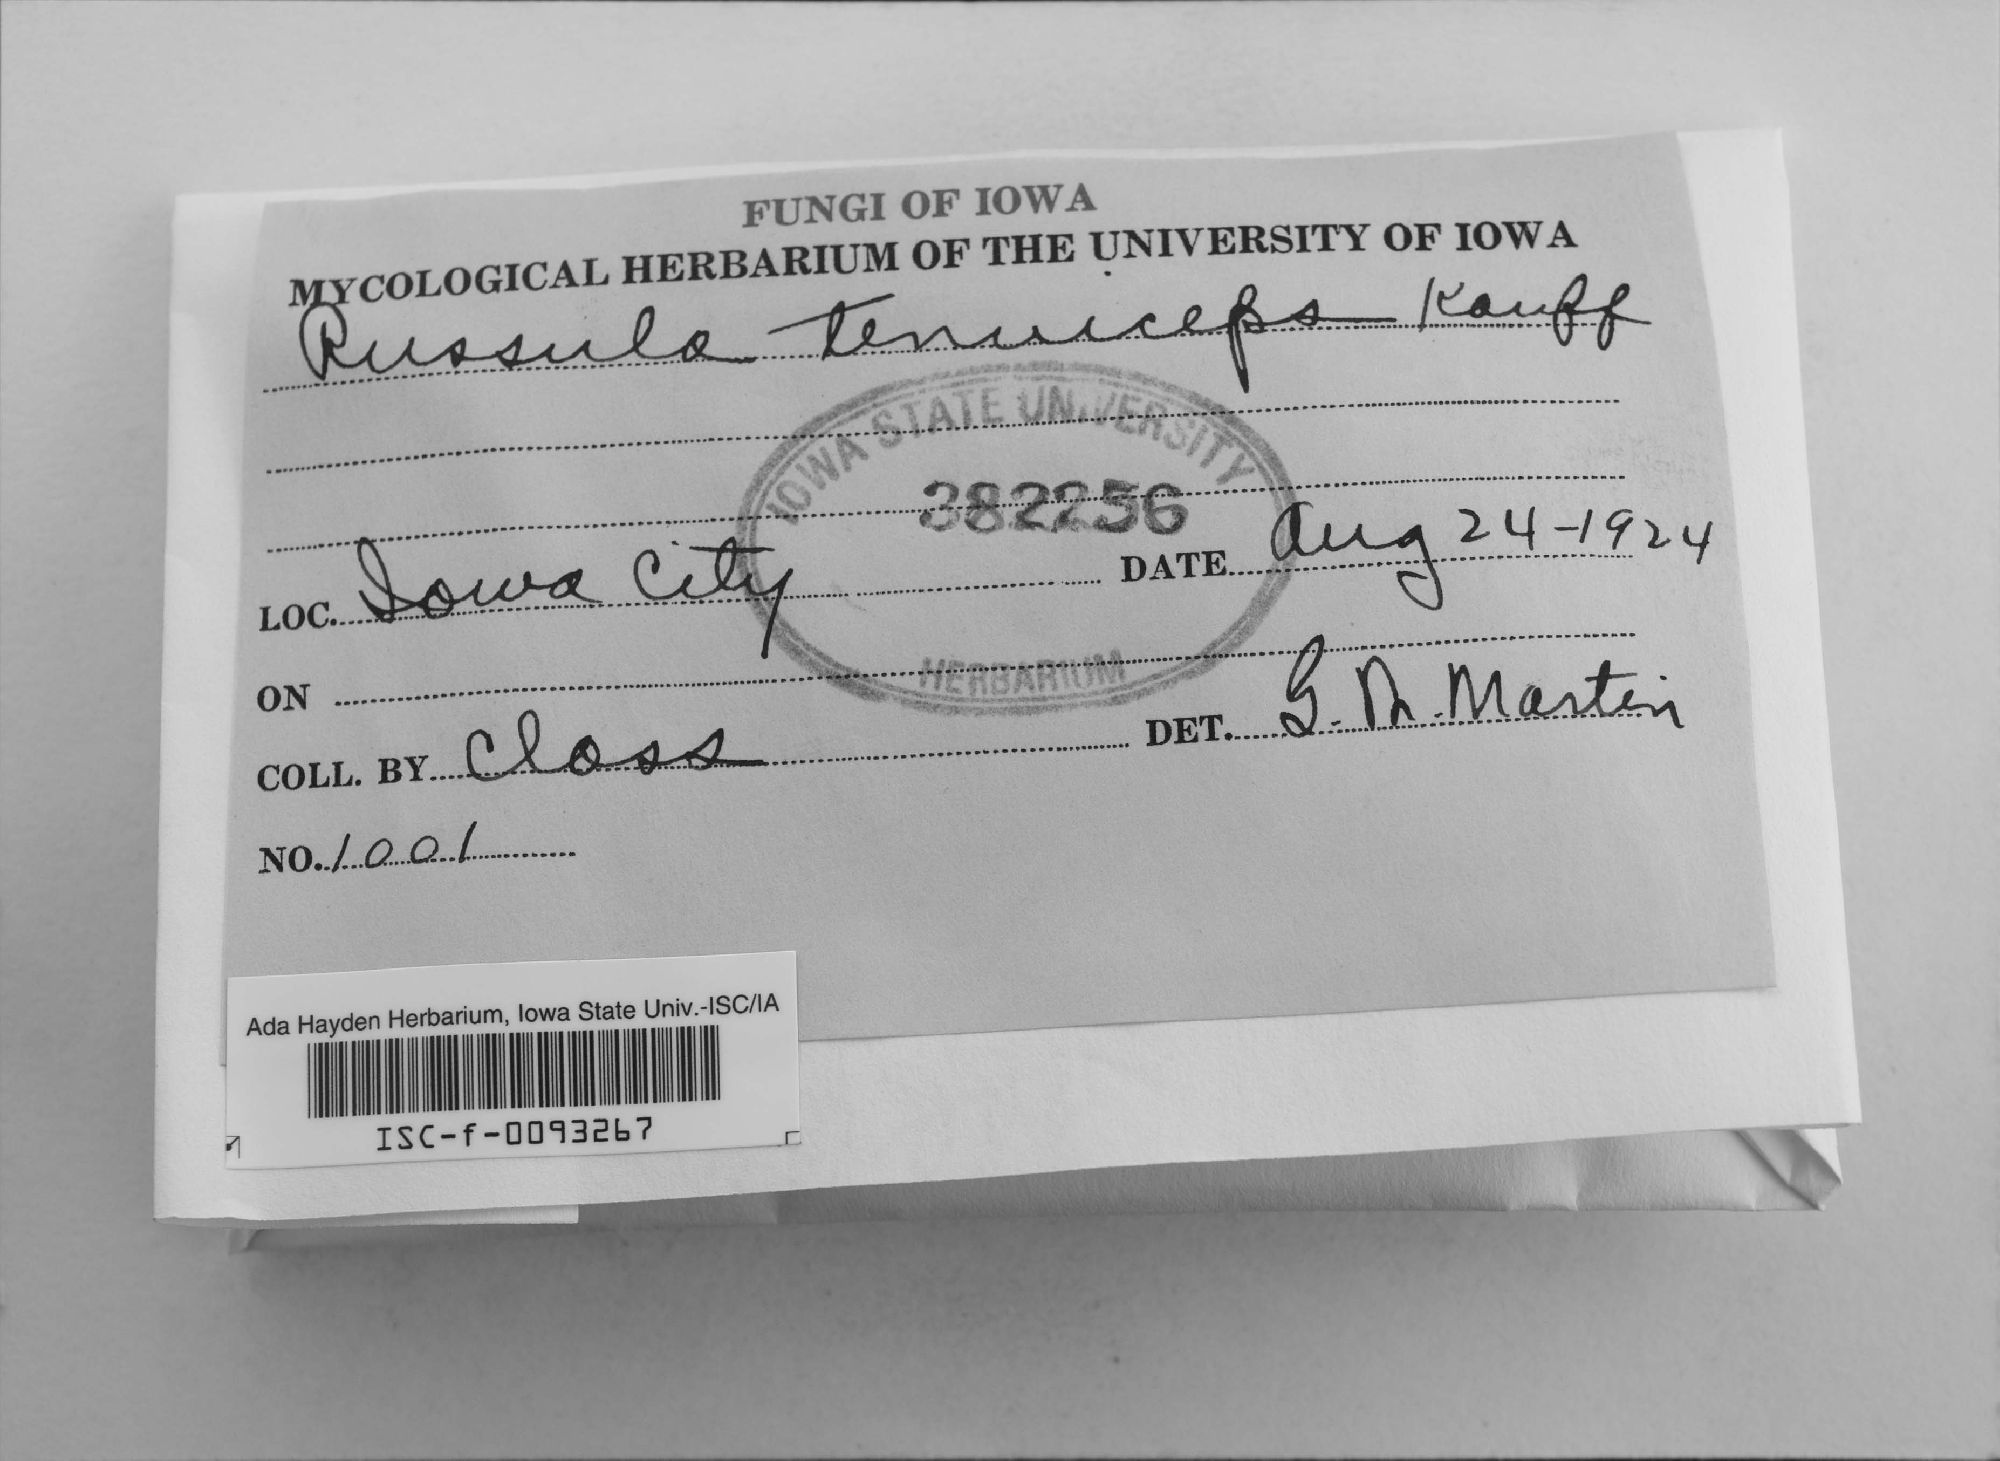 FUNGI OF IOWA
MYCOLOGICAL HERBARIUM OF THE UNIVERSITY OF IOWA
Russula tenuiceps Kauff
IOWA STATE UNIVERSITY
382256
HERBARIUM
LOC. Iowa City DATE Aug 24-1924
ON
COLL. BY Closs DET. G. M. Martin
NO. 1001
Ada Hayden Herbarium, Iowa State Univ.-ISC/IA
ISC-f-0093267